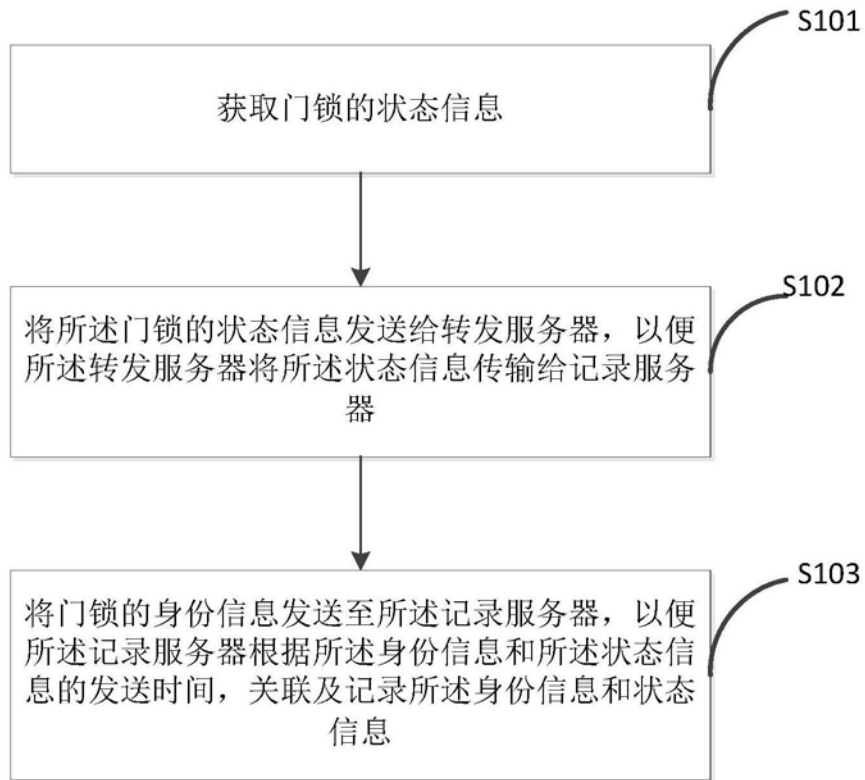 S101
获取门锁的状态信息
S102
将所述门锁的状态信息发送给转发服务器，以便
所述转发服务器将所述状态信息传输给记录服务
器
S103
将门锁的身份信息发送至所述记录服务器，以便
所述记录服务器根据所述身份信息和所述状态信
息的发送时间，关联及记录所述身份信息和状态
信息